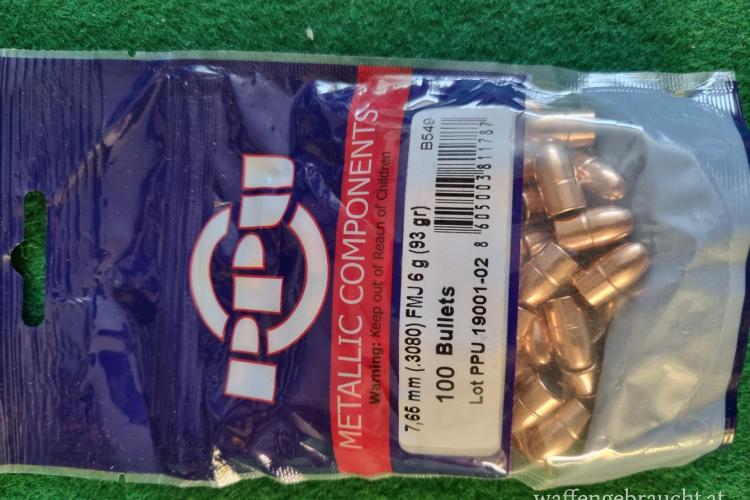 PPU
METALLIC COMPONENTS
Warning: Keep out of Reach of Children
B549
7,65 mm (.3080) FMJ 6 g (93 gr)
100 Bullets
8 605003 811787
Lot PPU 19001-02
waffengebraucht.at